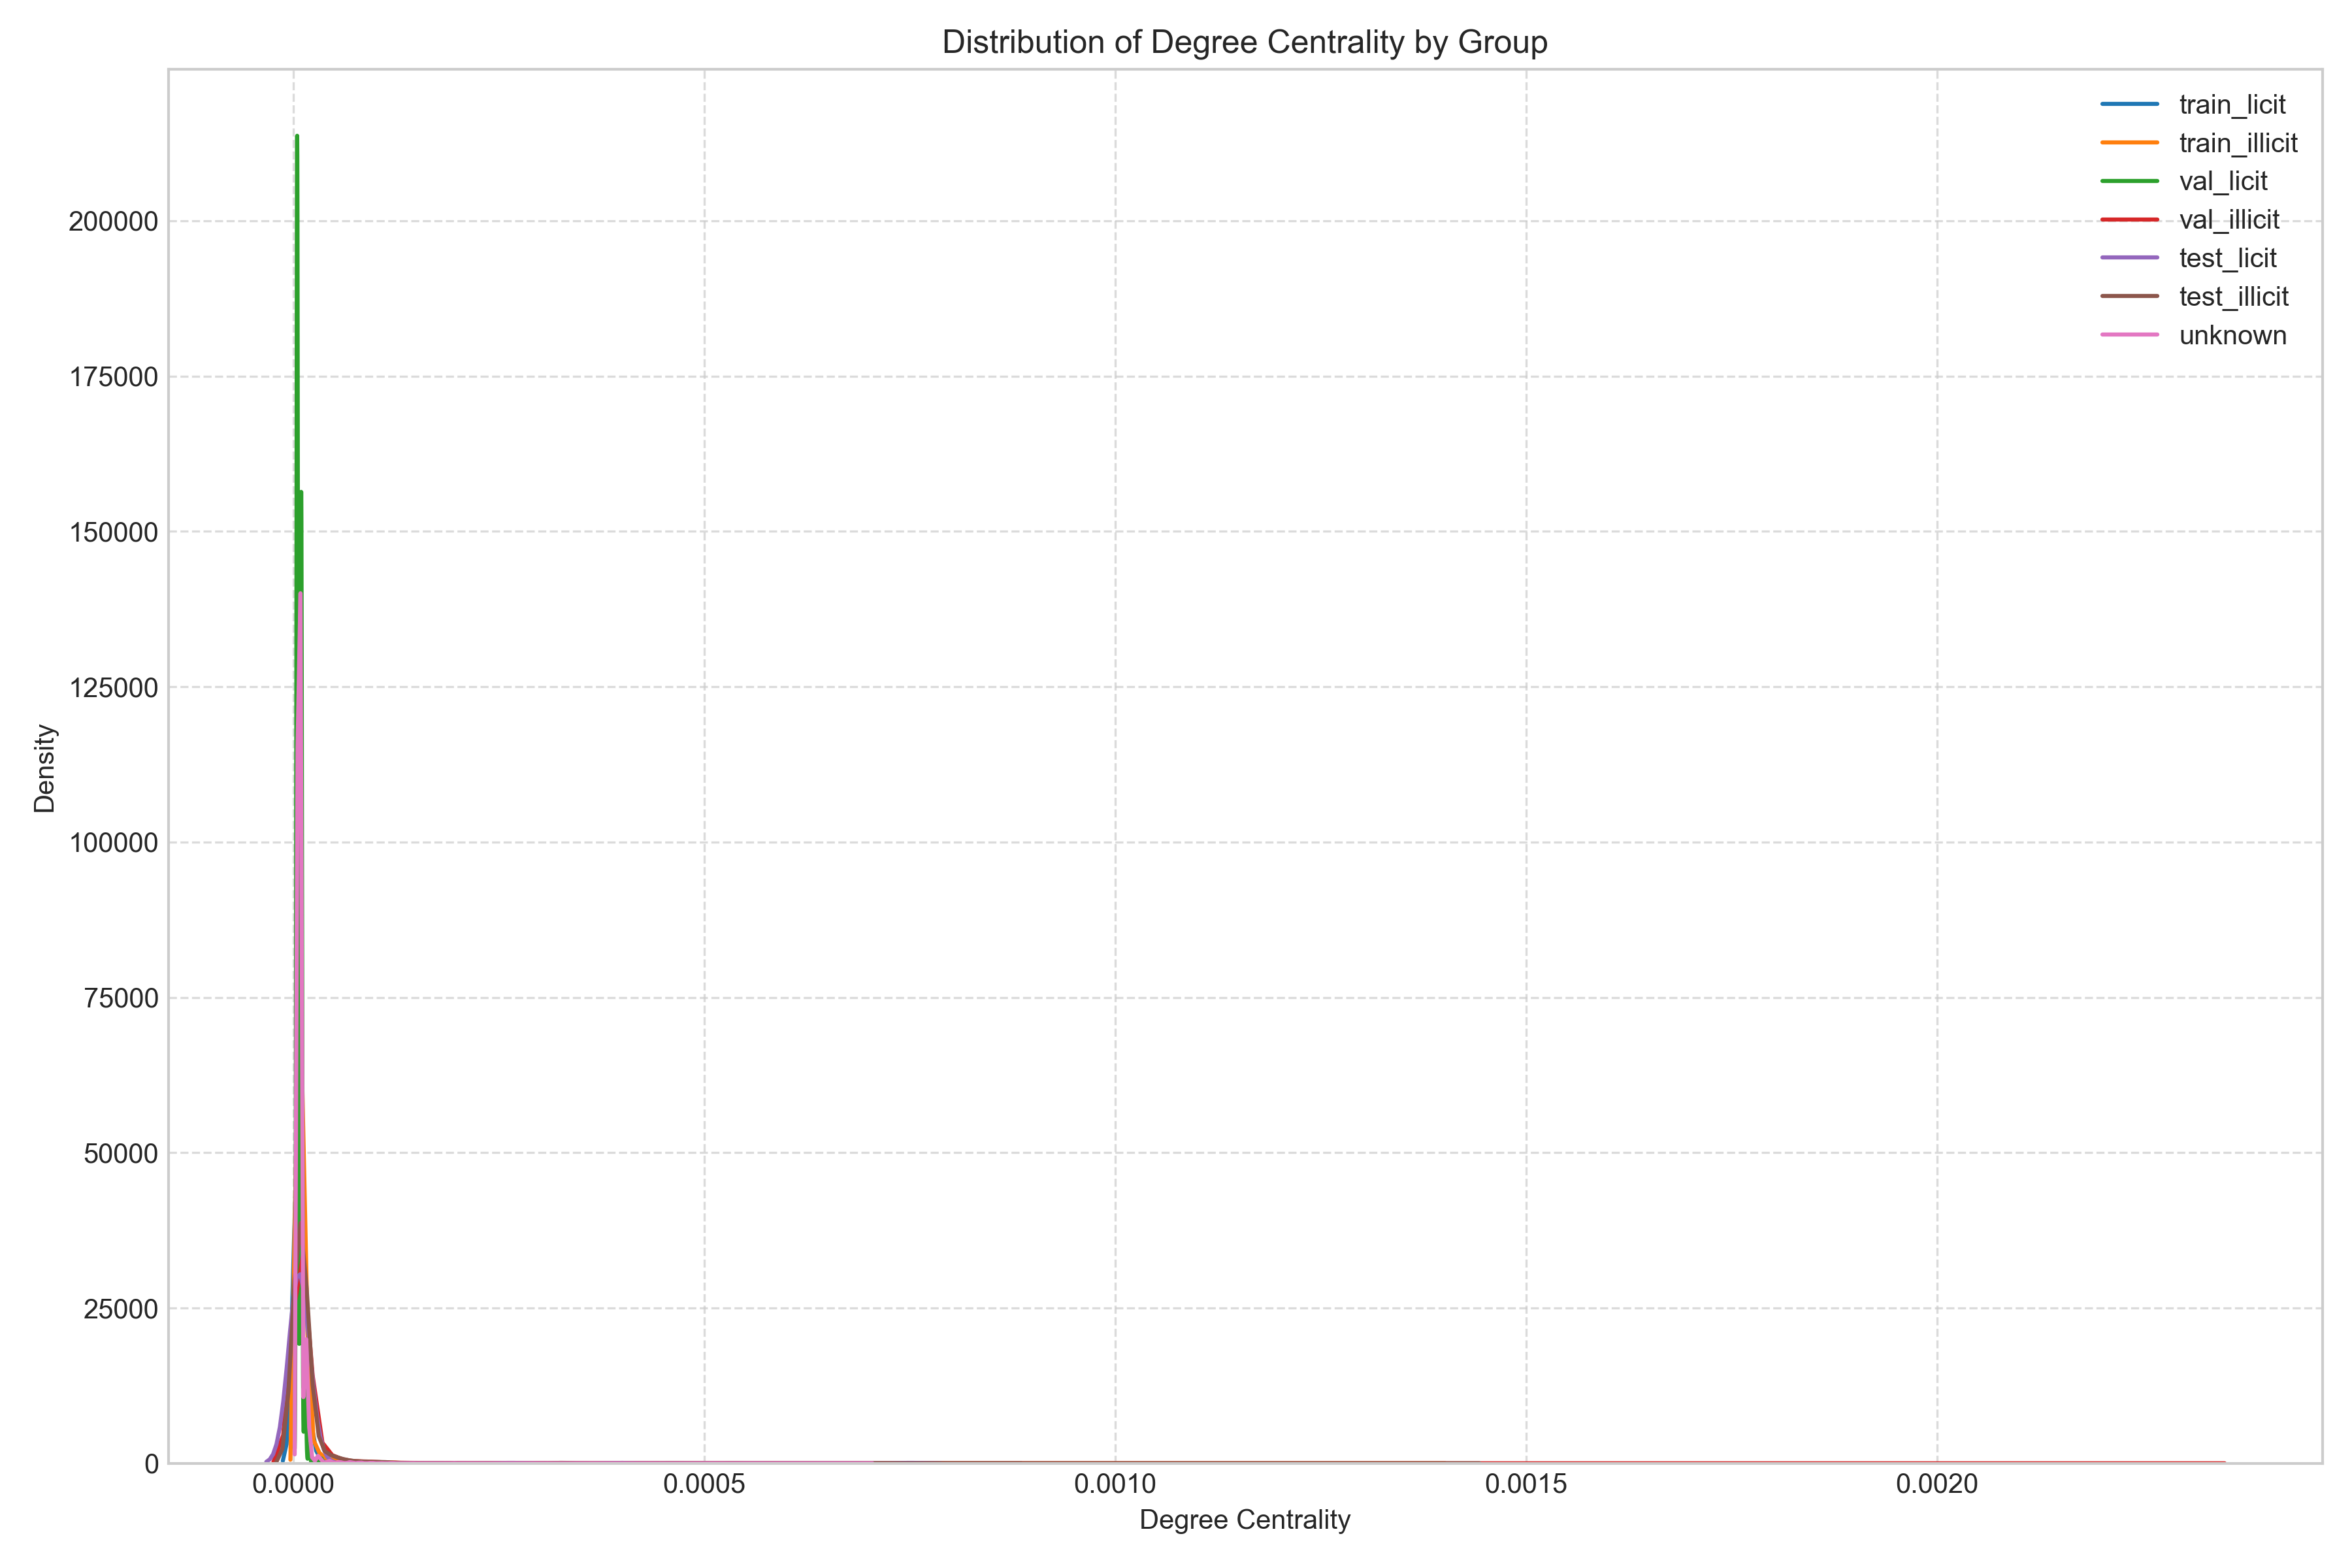 Distribution of Degree Centrality by Group
train_licit
train_illicit
val_licit
val_illicit
test_licit
test_illicit
unknown
200000
175000
150000
125000
100000
75000
50000
25000
0
Density
0.0000 0.0005 0.0010 0.0015 0.0020
Degree Centrality